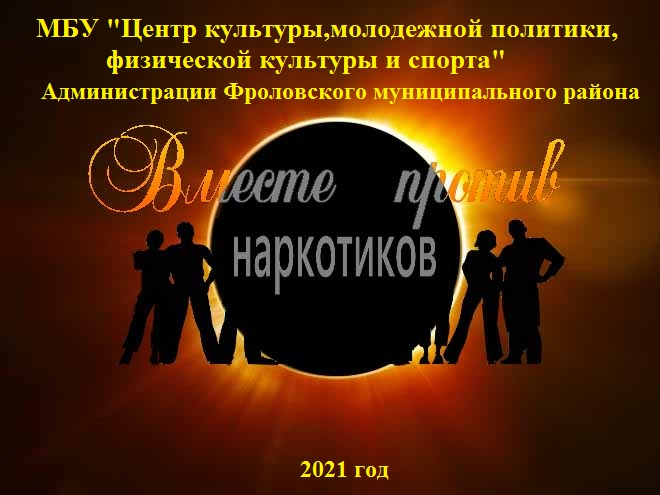 МБУ "Центр культуры,молодежной политики,
физической культуры и спорта"
Администрации Фроловского муниципального района
Вместе против
наркотиков
2021 год